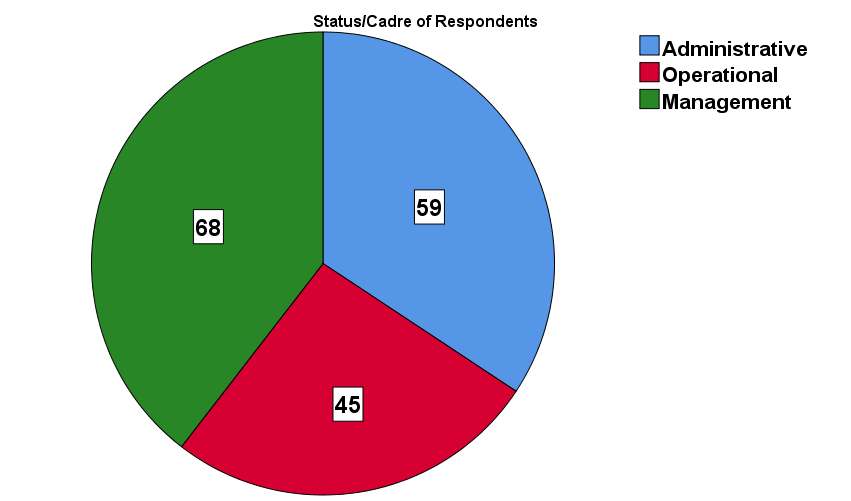 Status/Cadre of Respondents
Administrative
Operational
Management
59
68
45